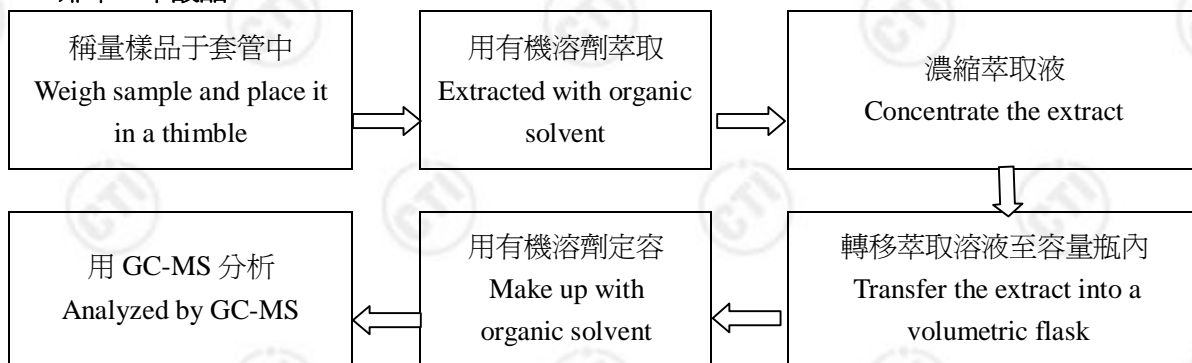 稱量樣品于套管中
Weigh sample and place it
in a thimble
用有機溶劑萃取
Extracted with organic
solvent
濃縮萃取液
Concentrate the extract
轉移萃取溶液至容量瓶內
Transfer the extract into a
volumetric flask
用有機溶劑定容
Make up with
organic solvent
用 GC-MS 分析
Analyzed by GC-MS
CTI
CTI
CTI